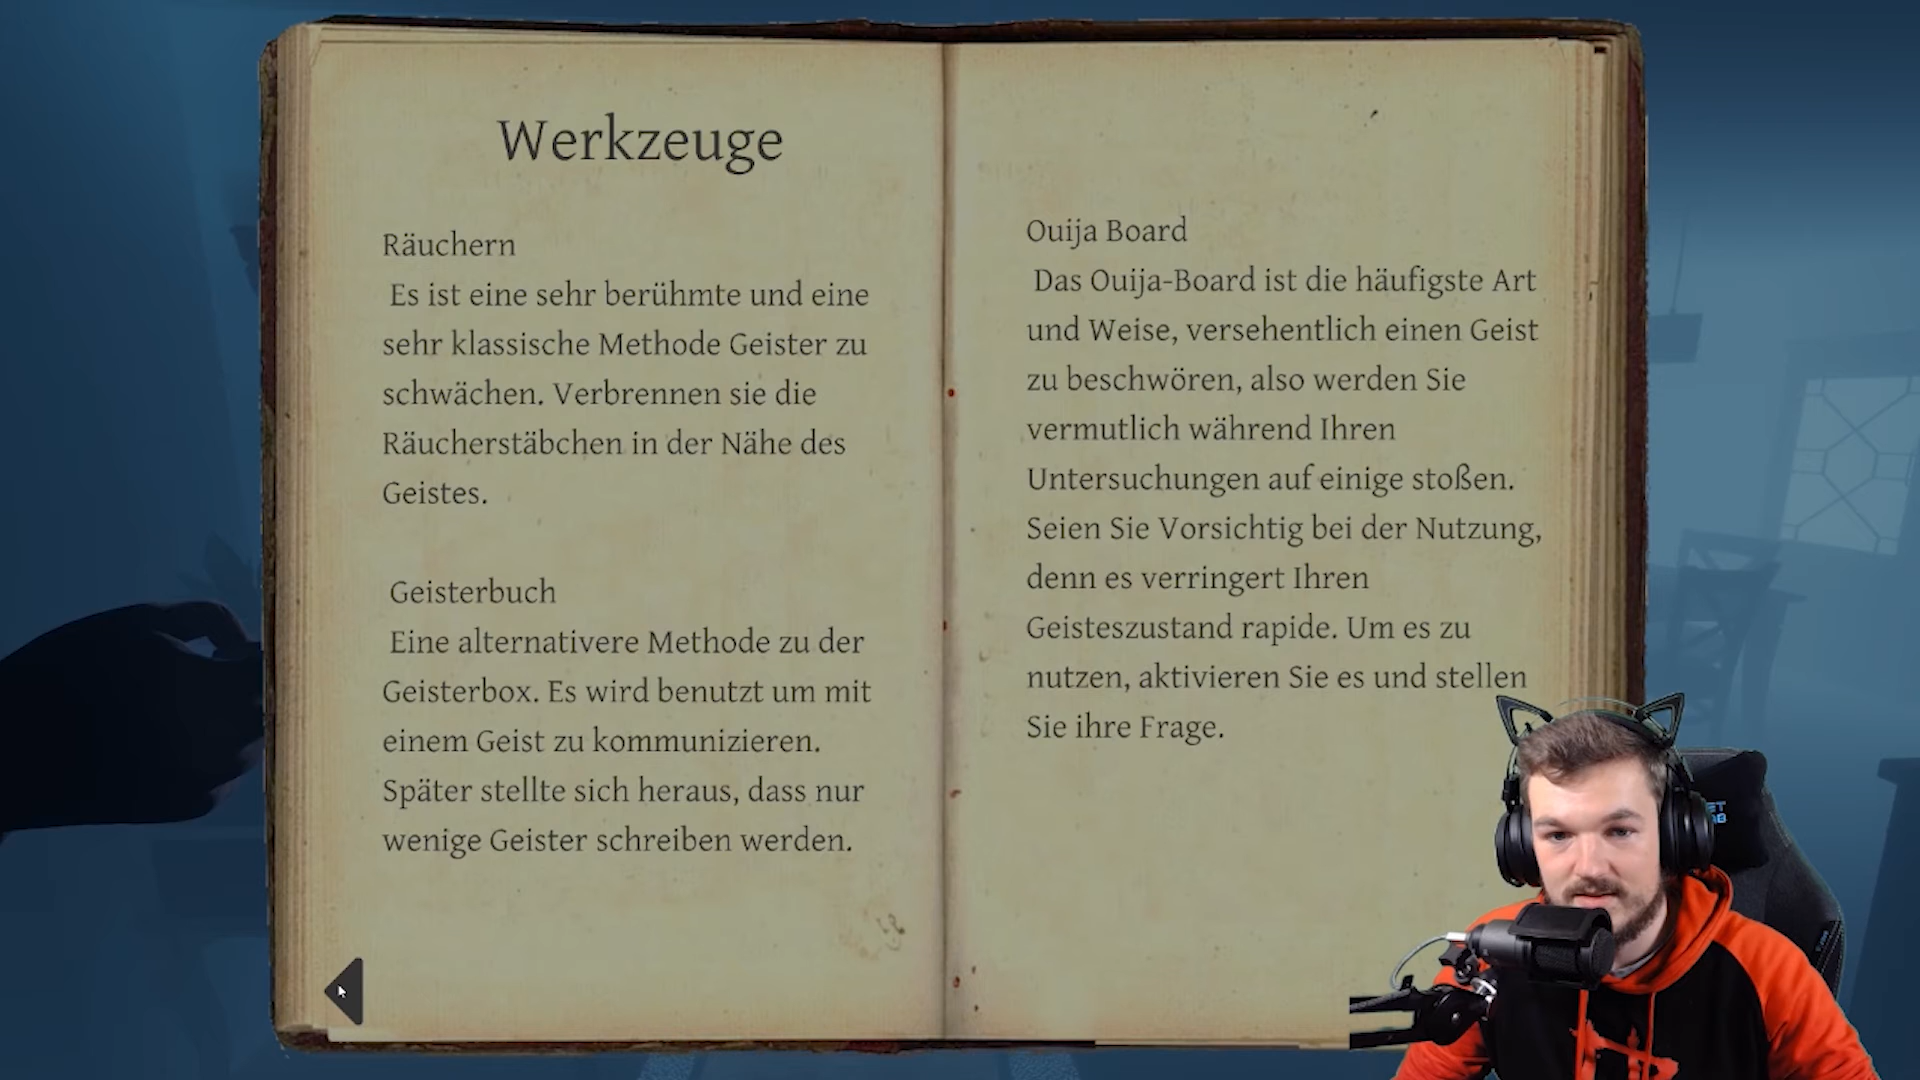 Werkzeuge
Räuchern
Es ist eine sehr berühmte und eine
sehr klassische Methode Geister zu
schwächen. Verbrennen sie die
Räucherstäbchen in der Nähe des
Geistes.
Geisterbuch
Eine alternativere Methode zu der
Geisterbox. Es wird benutzt um mit
einem Geist zu kommunizieren.
Später stellte sich heraus, dass nur
wenige Geister schreiben werden.
Ouija Board
Das Ouija-Board ist die häufigste Art
und Weise, versehentlich einen Geist
zu beschwören, also werden Sie
vermutlich während Ihren
Untersuchungen auf einige stoßen.
Seien Sie Vorsichtig bei der Nutzung,
denn es verringert Ihren
Geisteszustand rapide. Um es zu
nutzen, aktivieren Sie es und stellen
Sie ihre Frage.